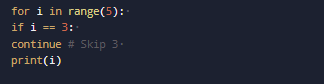 for i in range(5):
if i == 3:
continue # Skip 3
print(i)